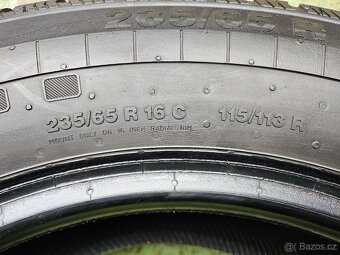 235/65 R
235/65 R 16 C 115/113 R
MOUNT ONLY ON 16 INCH RADIAL RIM
© Bazos.cz